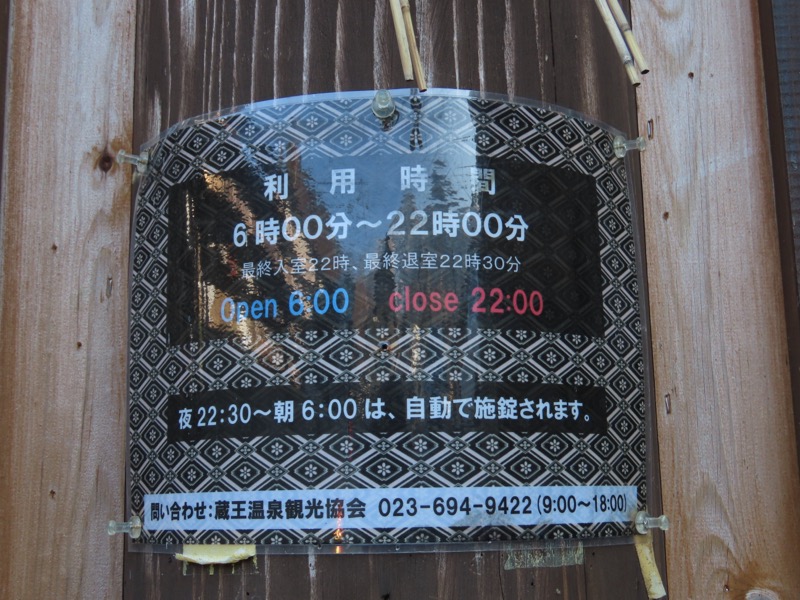 利用時間
6時00分～22時00分
最終入室22時、最終退室22時30分
Open 6:00 close 22:00
夜22:30～朝6:00は、自動で施錠されます。
問い合わせ:蔵王温泉観光協会 023-694-9422(9:00～18:00)